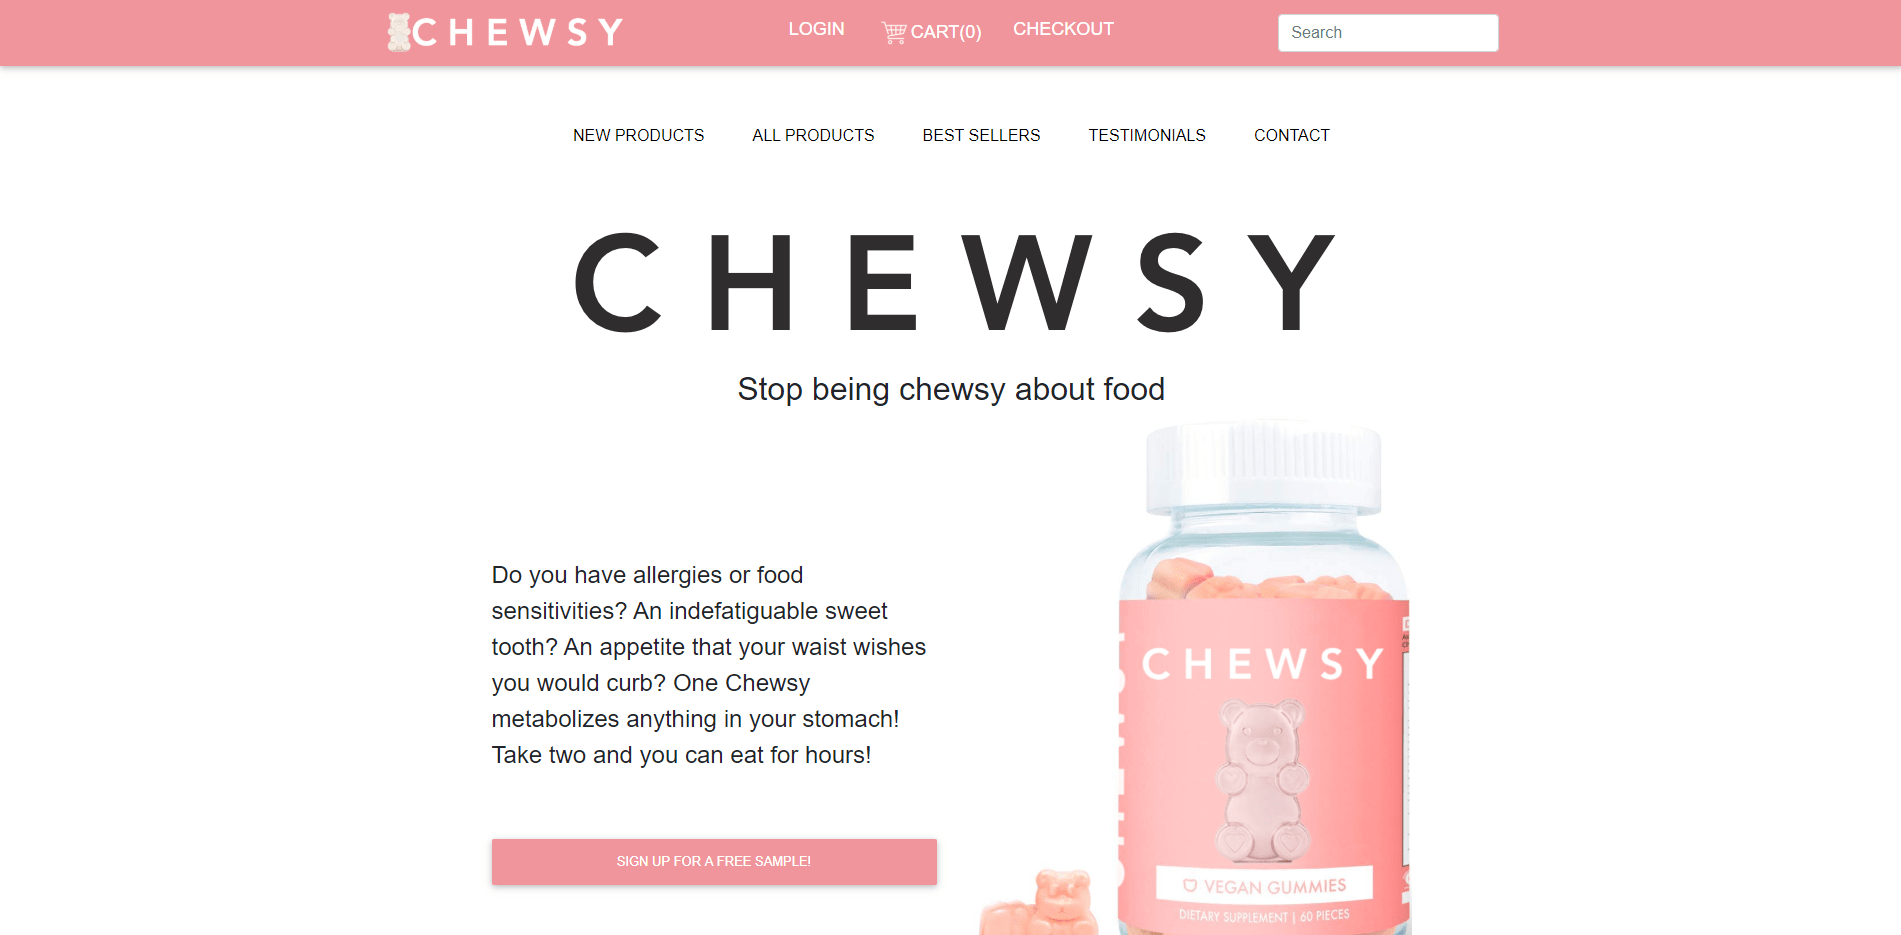 CHEWSY
LOGIN
CART(0)
CHECKOUT
Search
NEW PRODUCTS
ALL PRODUCTS
BEST SELLERS
TESTIMONIALS
CONTACT
CHEWSY
Stop being chewsy about food
Do you have allergies or food
sensitivities? An indefatiguable sweet
tooth? An appetite that your waist wishes
you would curb? One Chewsy
metabolizes anything in your stomach!
Take two and you can eat for hours!
SIGN UP FOR A FREE SAMPLE!
CHEWSY
VEGAN GUMMIES
DIETARY SUPPLEMENT | 60 PIECES